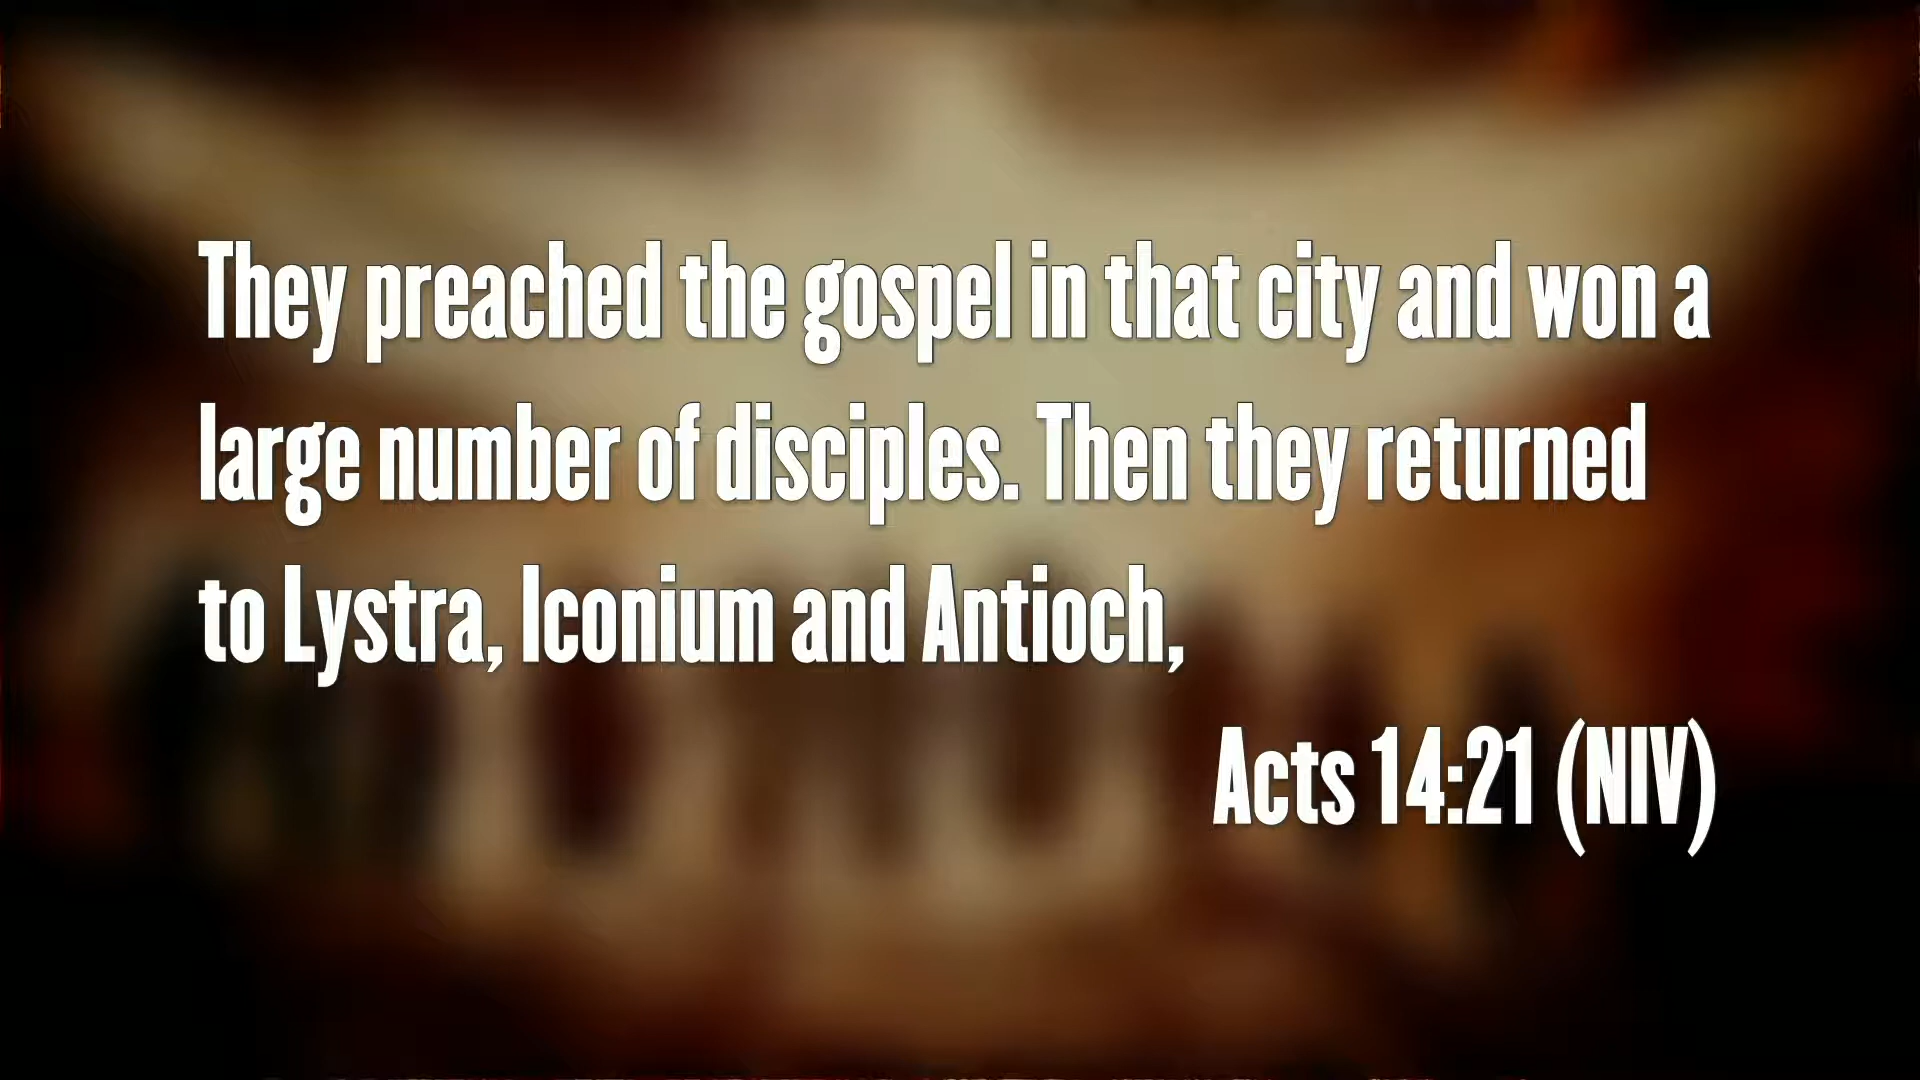 They preached the gospel in that city and won a
large number of disciples. Then they returned
to Lystra, Iconium and Antioch,
Acts 14:21 (NIV)